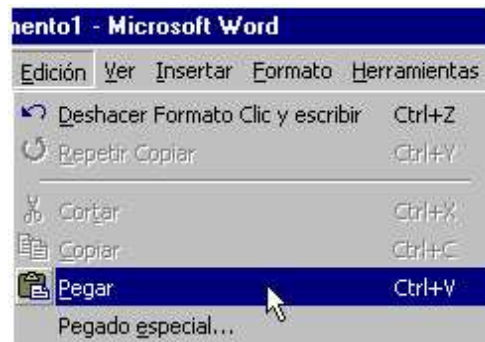 mento1 - Microsoft Word
Edición Ver Insertar Formato Herramientas
Deshacer Formato Clic y escribir Ctrl+Z
Repetir Copiar Ctrl+Y
Cortar Ctrl+X
Copiar Ctrl+C
Pegar Ctrl+V
Pegado especial...